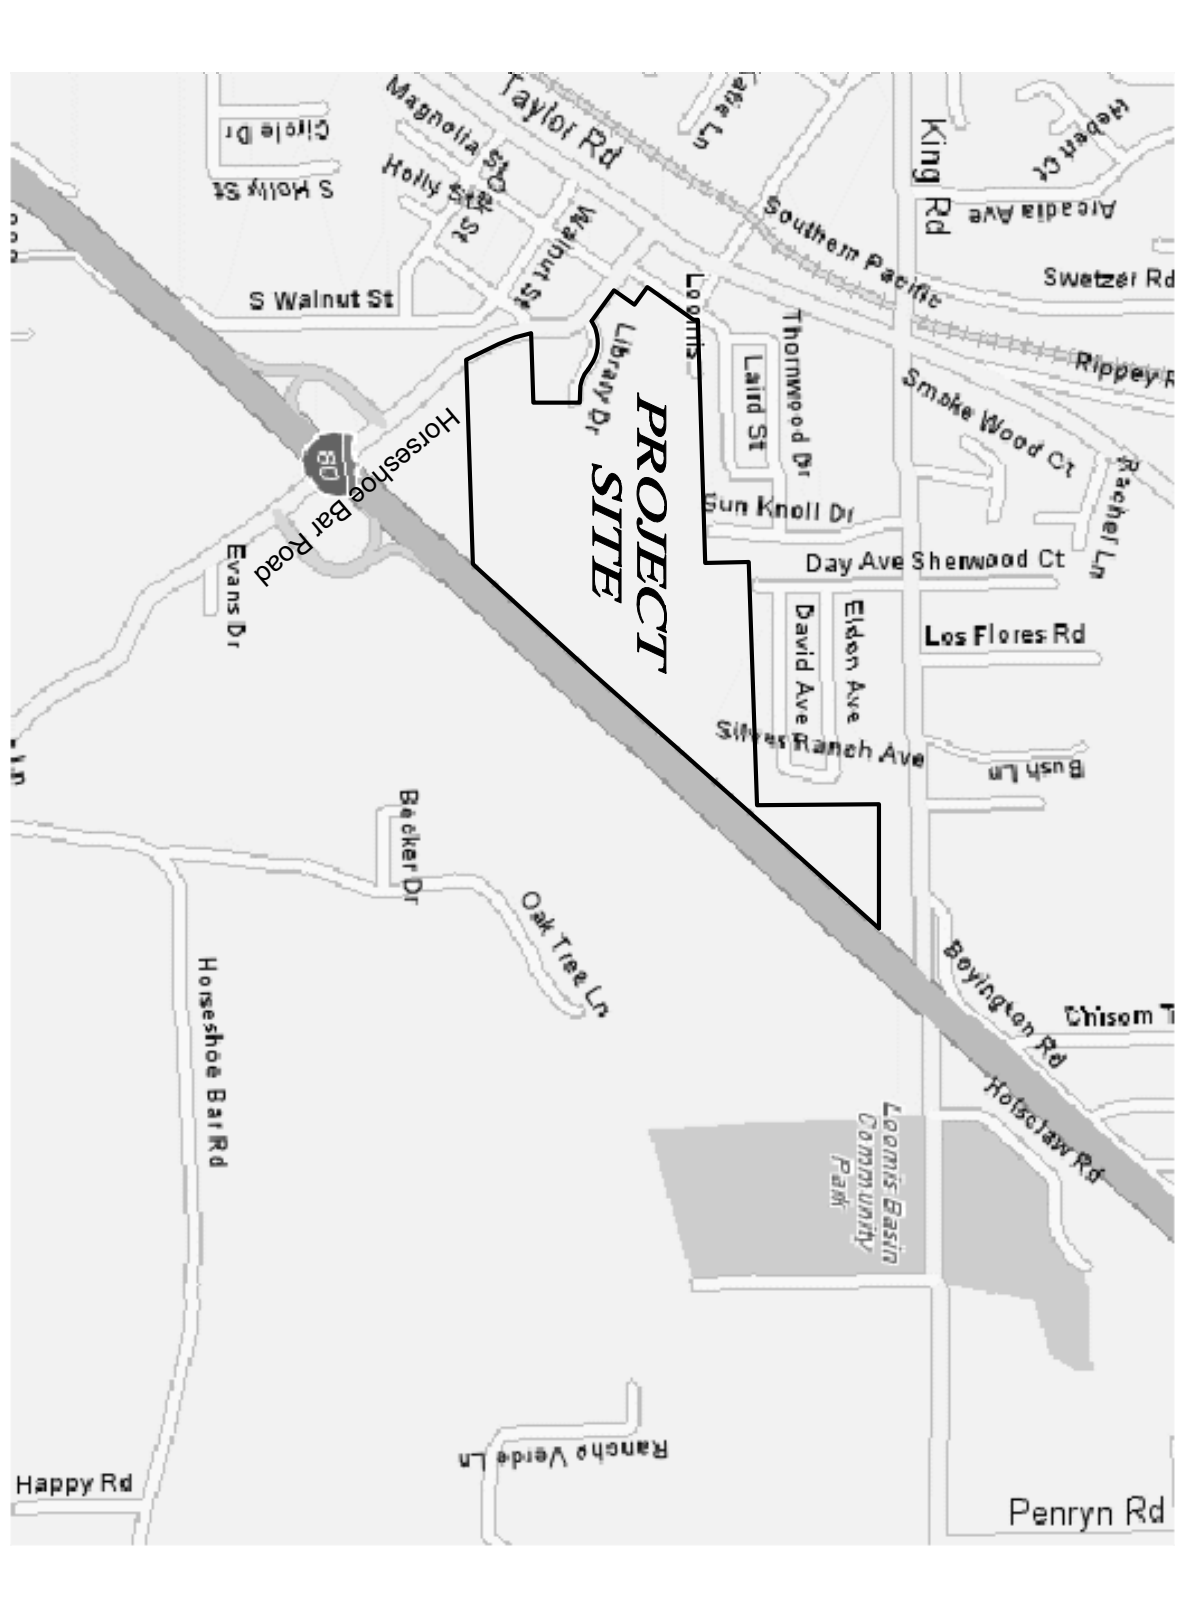 Taylor Rd
Katie Ln
Magnolia St
Circle Dr
King Rd
Hebert Ct
Holly St
St
S Holly St
Arcadia Ave
Southern Pacific
Walnut St
Swetzer Rd
S Walnut St
Loomis
Library Dr
Thornwood Dr
Laird St
Rippey R
Smoke Wood Ct
Rachel Ln
PROJECT
SITE
80
Horseshoe Bar Road
Sun Knoll Dr
Day Ave
Sherwood Ct
Evans Dr
David Ave
Eldon Ave
Los Flores Rd
Silver Ranch Ave
Bush Ln
Ln
Becker Dr
Oak Tree Ln
Boyington Rd
Horseshoe Bar Rd
Chisom T
Holsclaw Rd
Loomis Basin
Community
Park
Rancho Verde Ln
Happy Rd
Penryn Rd